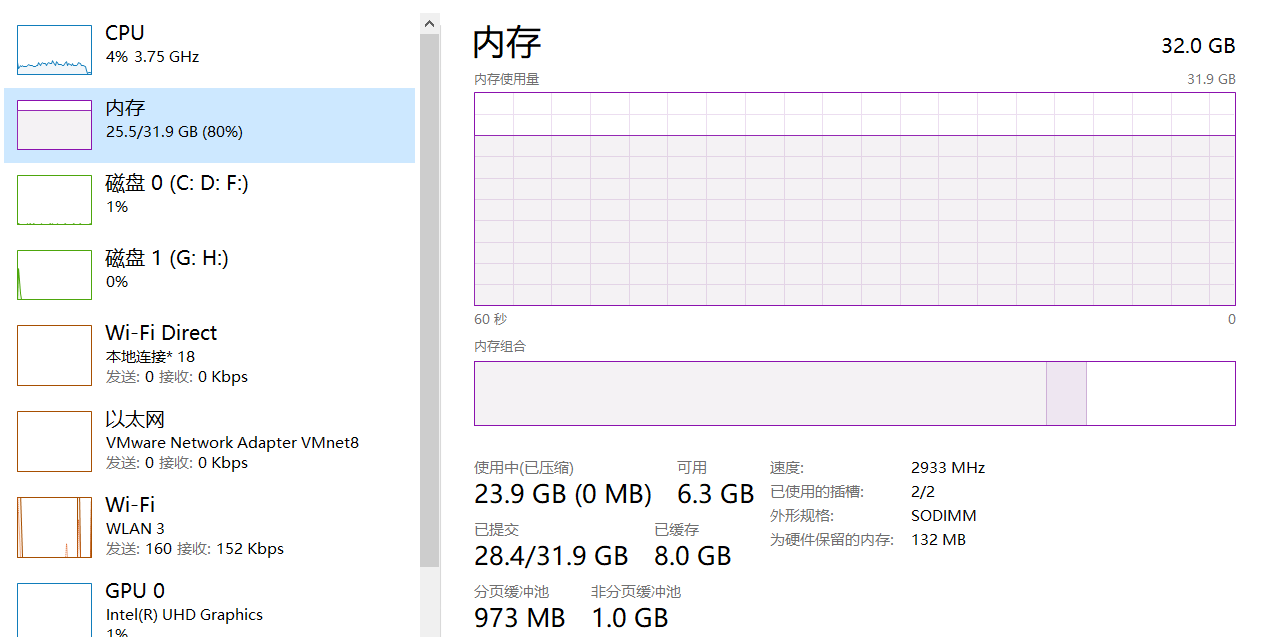 CPU
4% 3.75 GHz
内存
25.5/31.9 GB (80%)
磁盘 0 (C: D: F:)
1%
磁盘 1 (G: H:)
0%
Wi-Fi Direct
本地连接* 18
发送: 0 接收: 0 Kbps
以太网
VMware Network Adapter VMnet8
发送: 0 接收: 0 Kbps
Wi-Fi
WLAN 3
发送: 160 接收: 152 Kbps
GPU 0
Intel(R) UHD Graphics
1%
内存
32.0 GB
内存使用量
31.9 GB
60 秒
0
内存组合
使用中(已压缩)
23.9 GB (0 MB)
可用
6.3 GB
已提交
28.4/31.9 GB
已缓存
8.0 GB
分页缓冲池
973 MB
非分页缓冲池
1.0 GB
速度: 2933 MHz
已使用的插槽: 2/2
外形规格: SODIMM
为硬件保留的内存: 132 MB